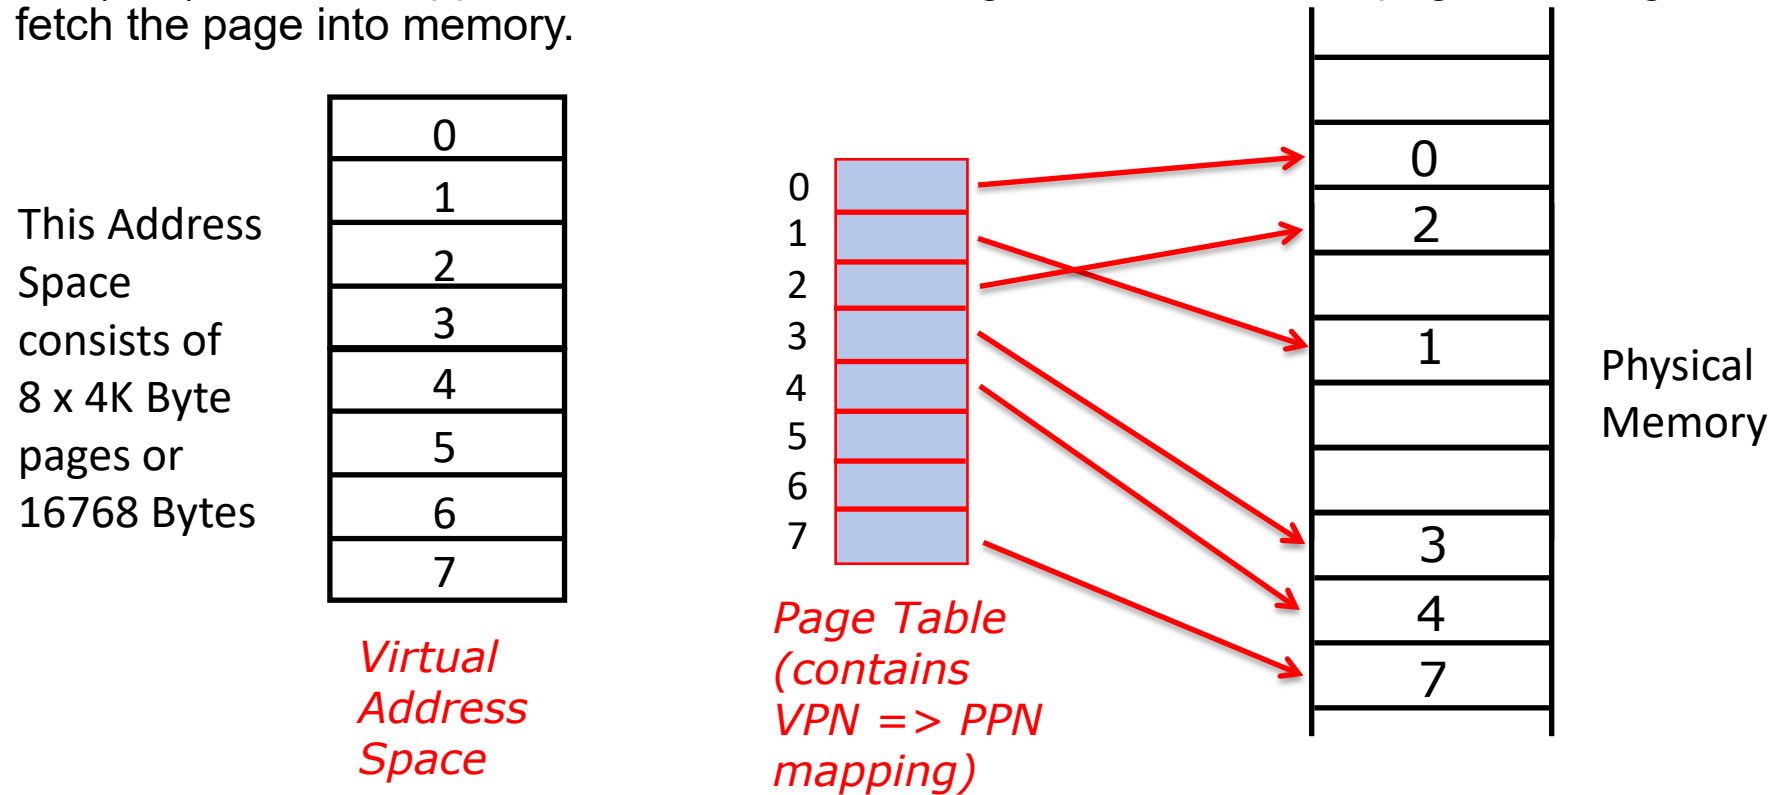 fetch the page into memory.
This Address
Space
consists of
8 x 4K Byte
pages or
16768 Bytes
0
1
2
3
4
5
6
7
Virtual
Address
Space
0
1
2
3
4
5
6
7
Page Table
(contains
VPN => PPN
mapping)
0
2
1
3
4
7
Physical
Memory